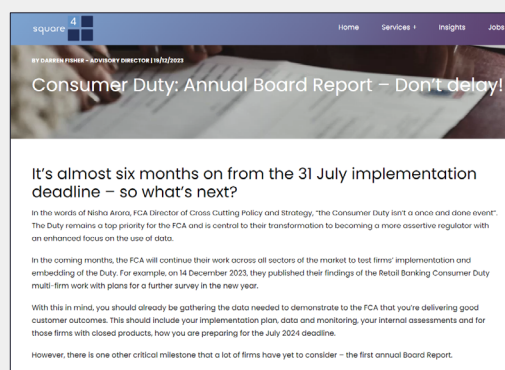 square 4
Home Services + Insights Jobs
BY DARREN FISHER - ADVISORY DIRECTOR | 19/12/2023
Consumer Duty: Annual Board Report – Don't delay!
It's almost six months on from the 31 July implementation
deadline – so what's next?
In the words of Nisha Arora, FCA Director of Cross Cutting Policy and Strategy, "the Consumer Duty isn't a once and done event".
The Duty remains a top priority for the FCA and is central to their transformation to becoming a more assertive regulator with
an enhanced focus on the use of data.
In the coming months, the FCA will continue their work across all sectors of the market to test firms' implementation and
embedding of the Duty. For example, on 14 December 2023, they published their findings of the Retail Banking Consumer Duty
multi-firm work with plans for a further survey in the new year.
With this in mind, you should already be gathering the data needed to demonstrate to the FCA that you're delivering good
customer outcomes. This should include your implementation plan, data and monitoring, your internal assessments and for
those firms with closed products, how you are preparing for the July 2024 deadline.
However, there is one other critical milestone that a lot of firms have yet to consider – the first annual Board Report.